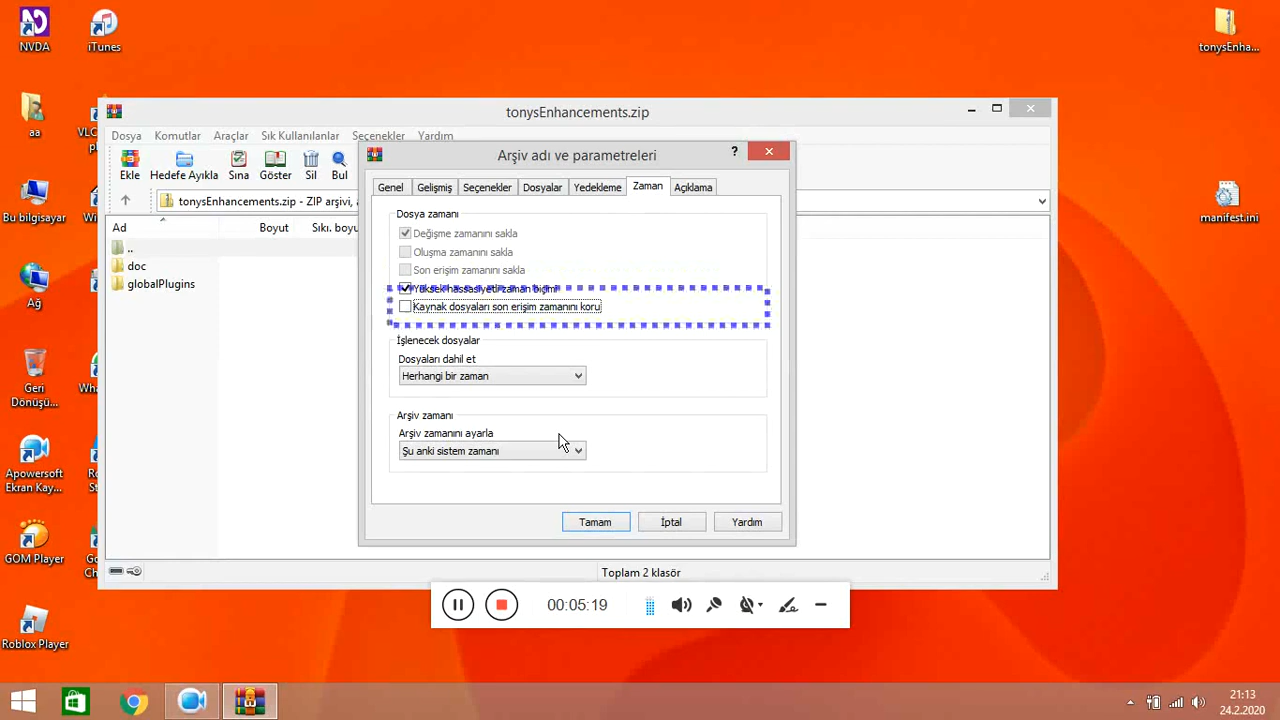 NVDA
iTunes
tonysEnha...
aa
Bu bilgisayar
Ağ
Geri
Dönüşü...
Apowersoft
Ekran Kay...
GOM Player
Roblox Player
manifest.ini
tonysEnhancements.zip
Dosya Komutlar Araçlar Sık Kullanılanlar Seçenekler Yardım
Ekle Hedefe Ayıkla Sına Göster Sil Bul
tonysEnhancements.zip - ZIP arşivi,
Ad Boyut Sıkı. boyu
..
doc
globalPlugins
Toplam 2 klasör
Arşiv adı ve parametreleri
?
Genel Gelişmiş Seçenekler Dosyalar Yedekleme Zaman Açıklama
Dosya zamanı
Değişme zamanını sakla
Oluşma zamanını sakla
Son erişim zamanını sakla
Yüksek hassasiyetli zaman biçimi
Kaynak dosyaları son erişim zamanını koru
İşlenecek dosyalar
Dosyaları dahil et
Herhangi bir zaman
Arşiv zamanı
Arşiv zamanını ayarla
Şu anki sistem zamanı
Tamam İptal Yardım
00:05:19
21:13
24.2.2020